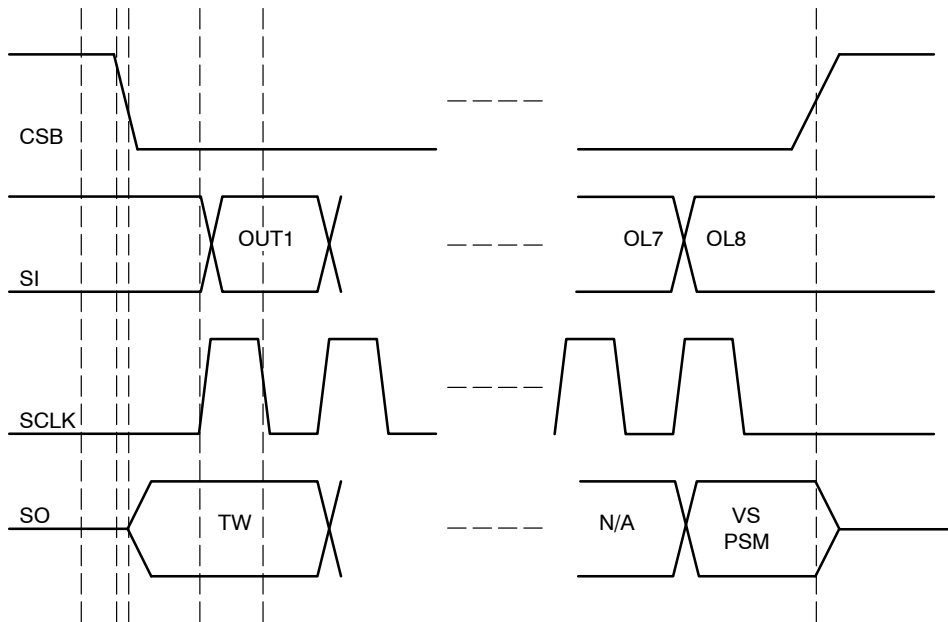 CSB
OUT1
OL7
OL8
SI
SCLK
SO
TW
N/A
VS
PSM